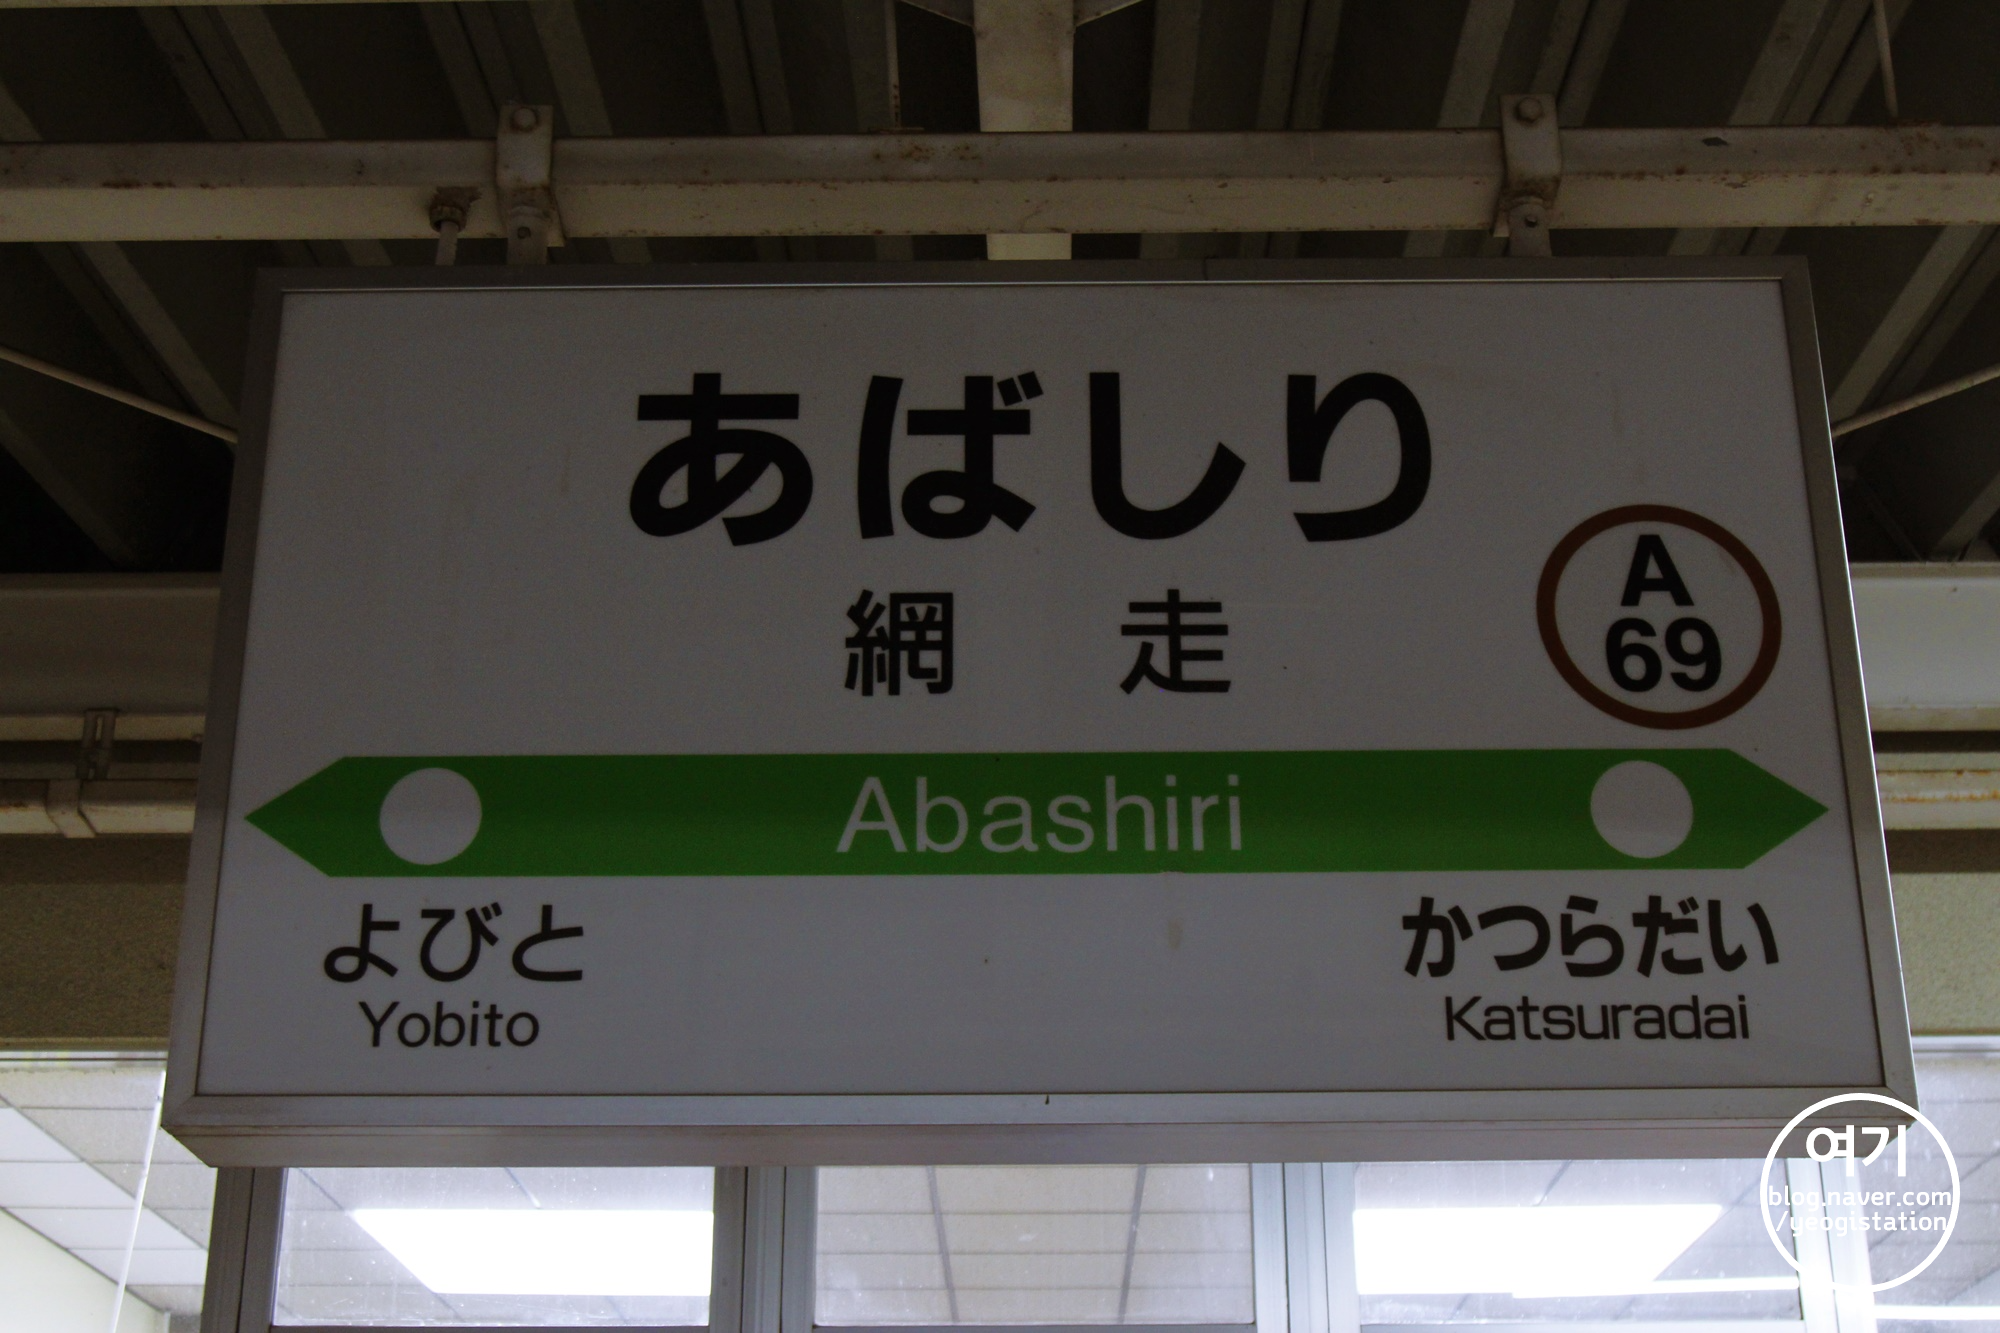 あばしり
網走
A
69
Abashiri
よびと
Yobito
かつらだい
Katsuradai
여기
blog.naver.com
/yeogistation